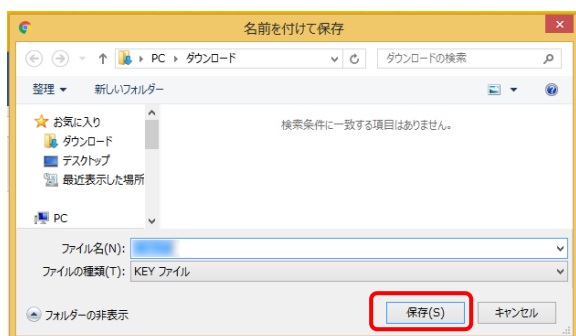 名前を付けて保存
PC ダウンロード
ダウンロードの検索
整理 新しいフォルダー
お気に入り
ダウンロード
デスクトップ
最近表示した場所
PC
検索条件に一致する項目はありません。
ファイル名(N):
ファイルの種類(T): KEY ファイル
フォルダーの非表示
保存(S)
キャンセル